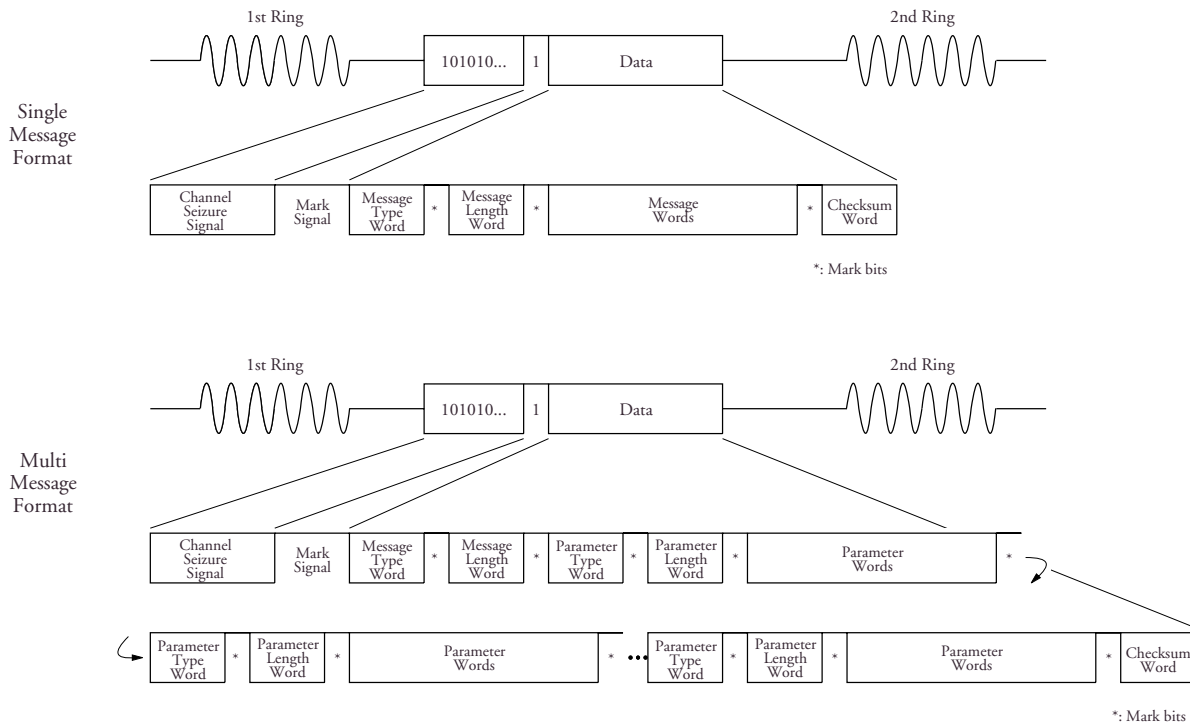 1st Ring
2nd Ring
101010...
1
Data
Single
Message
Format
Channel
Seizure
Signal
Mark
Signal
Message
Type
Word
*
Message
Length
Word
*
Message
Words
*
Checksum
Word
*: Mark bits
1st Ring
2nd Ring
101010...
1
Data
Multi
Message
Format
Channel
Seizure
Signal
Mark
Signal
Message
Type
Word
*
Message
Length
Word
*
Parameter
Type
Word
*
Parameter
Length
Word
*
Parameter
Words
*
Parameter
Type
Word
*
Parameter
Length
Word
*
Parameter
Words
*
•••
Parameter
Type
Word
*
Parameter
Length
Word
*
Parameter
Words
*
Checksum
Word
*: Mark bits